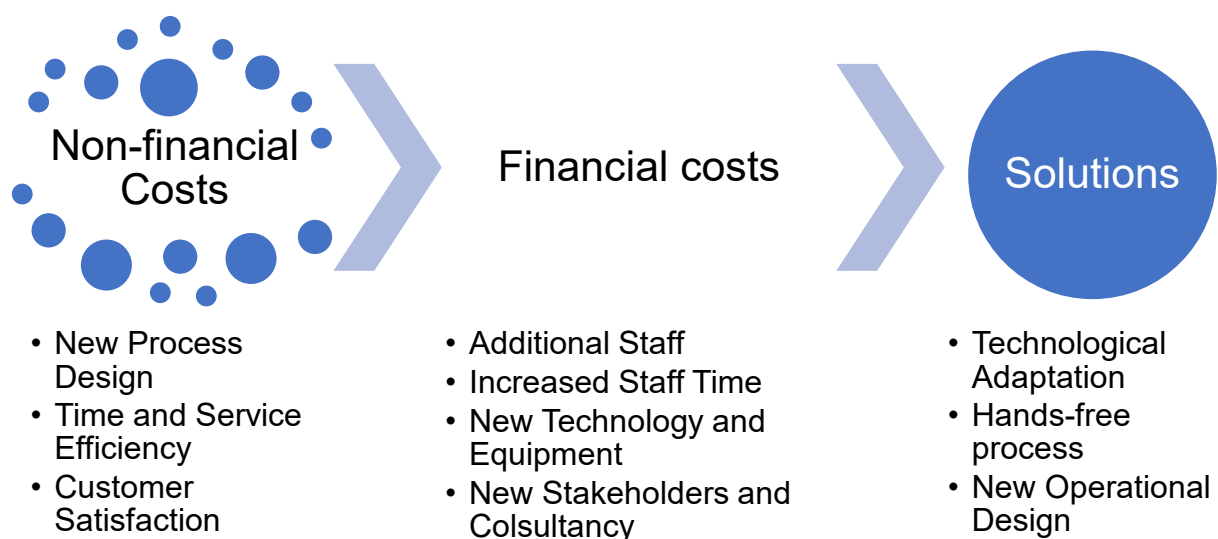 Non-financial
Costs
Financial costs
Solutions
• New Process
Design
• Time and Service
Efficiency
• Customer
Satisfaction
• Additional Staff
• Increased Staff Time
• New Technology and
Equipment
• New Stakeholders and
Colsultancy
• Technological
Adaptation
• Hands-free
process
• New Operational
Design